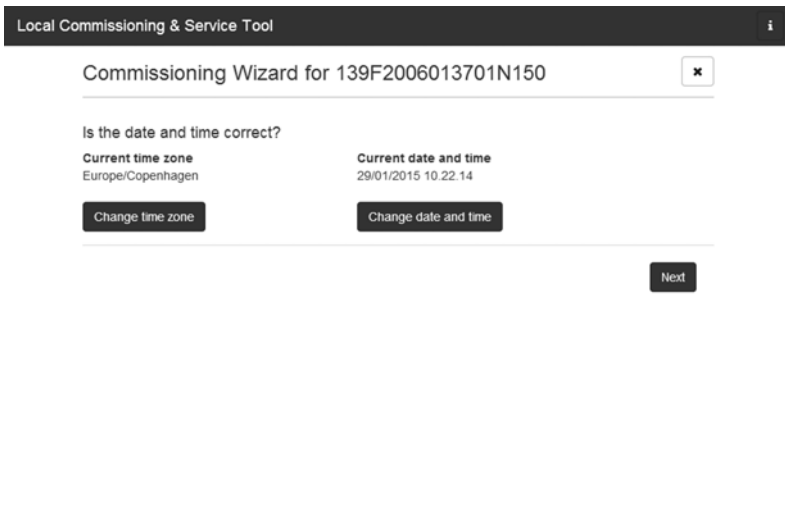 Local Commissioning & Service Tool
i
Commissioning Wizard for 139F2006013701N150
Is the date and time correct?
Current time zone
Current date and time
Europe/Copenhagen
29/01/2015 10.22.14
Change time zone
Change date and time
Next